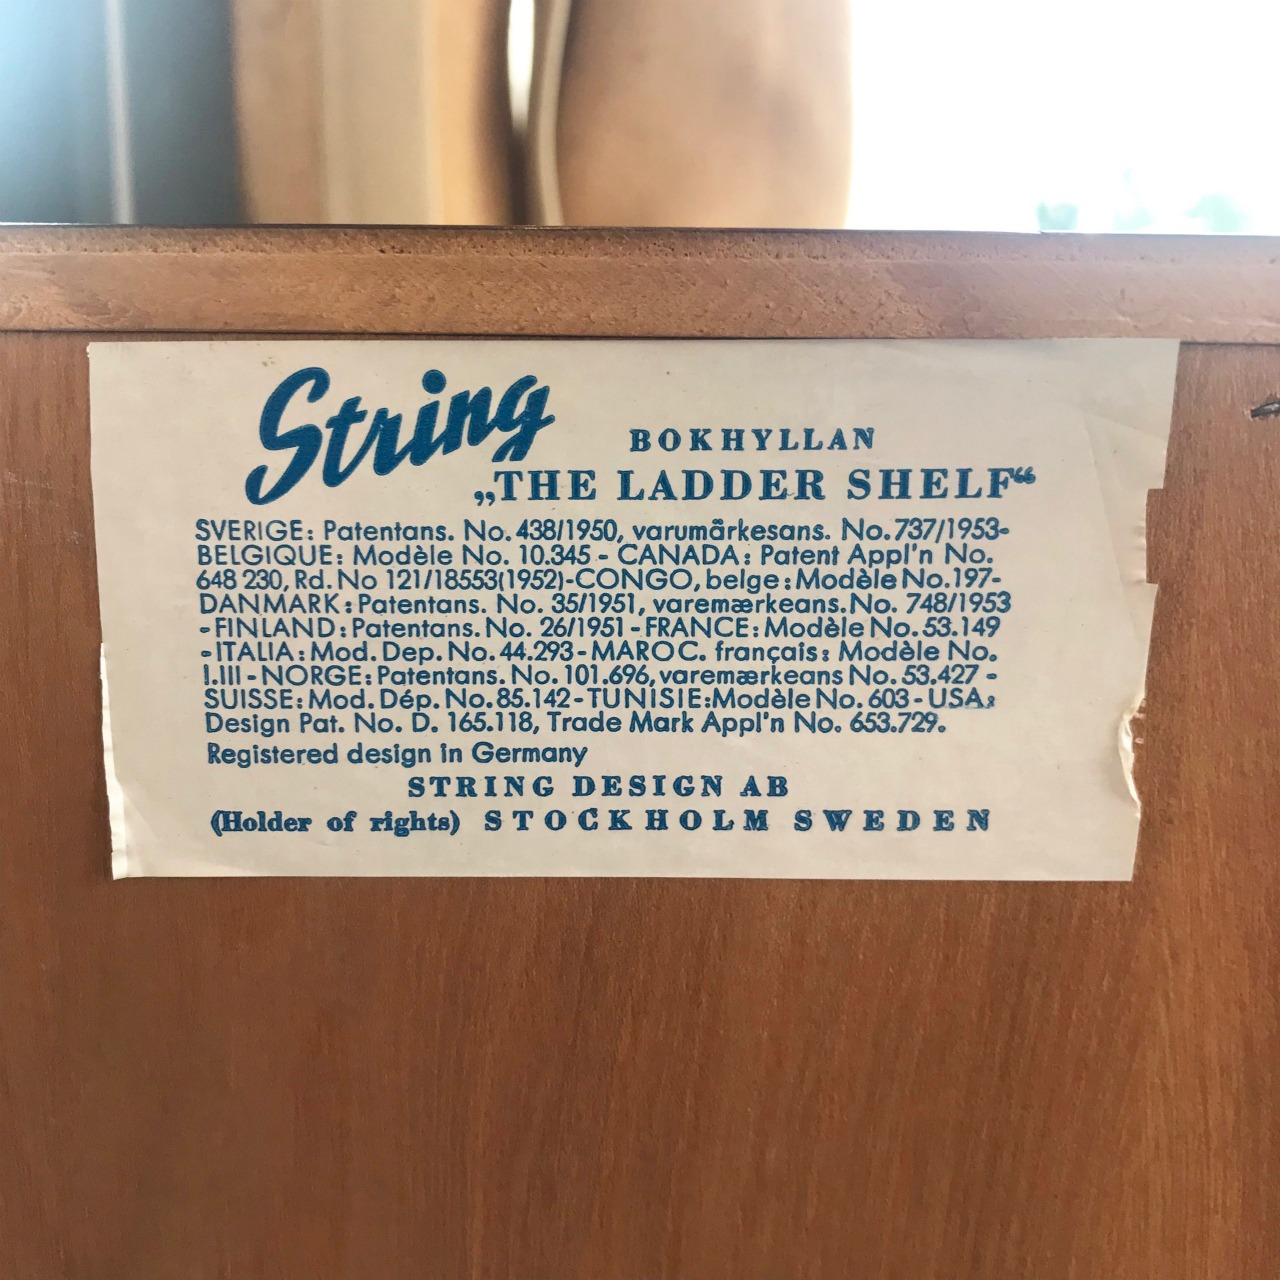 String
BOKHYLLAN
„THE LADDER SHELF“
SVERIGE: Patentans. No. 438/1950, varumärkesans. No. 737/1953-
BELGIQUE: Modèle No. 10.345 - CANADA: Patent Appl'n No.
648 230, Rd. No 121/18553(1952)-CONGO, belge: Modèle No. 197-
DANMARK: Patentans. No. 35/1951, varemærkeans. No. 748/1953
- FINLAND: Patentans. No. 26/1951 - FRANCE: Modèle No. 53.149
- ITALIA: Mod. Dep. No. 44.293 - MAROC. français: Modèle No.
I.III - NORGE: Patentans. No. 101.696, varemærkeans No. 53.427 -
SUISSE: Mod. Dép. No. 85.142 - TUNISIE: Modèle No. 603 - USA:
Design Pat. No. D. 165.118, Trade Mark Appl'n No. 653.729.
Registered design in Germany
STRING DESIGN AB
(Holder of rights) STOCKHOLM SWEDEN